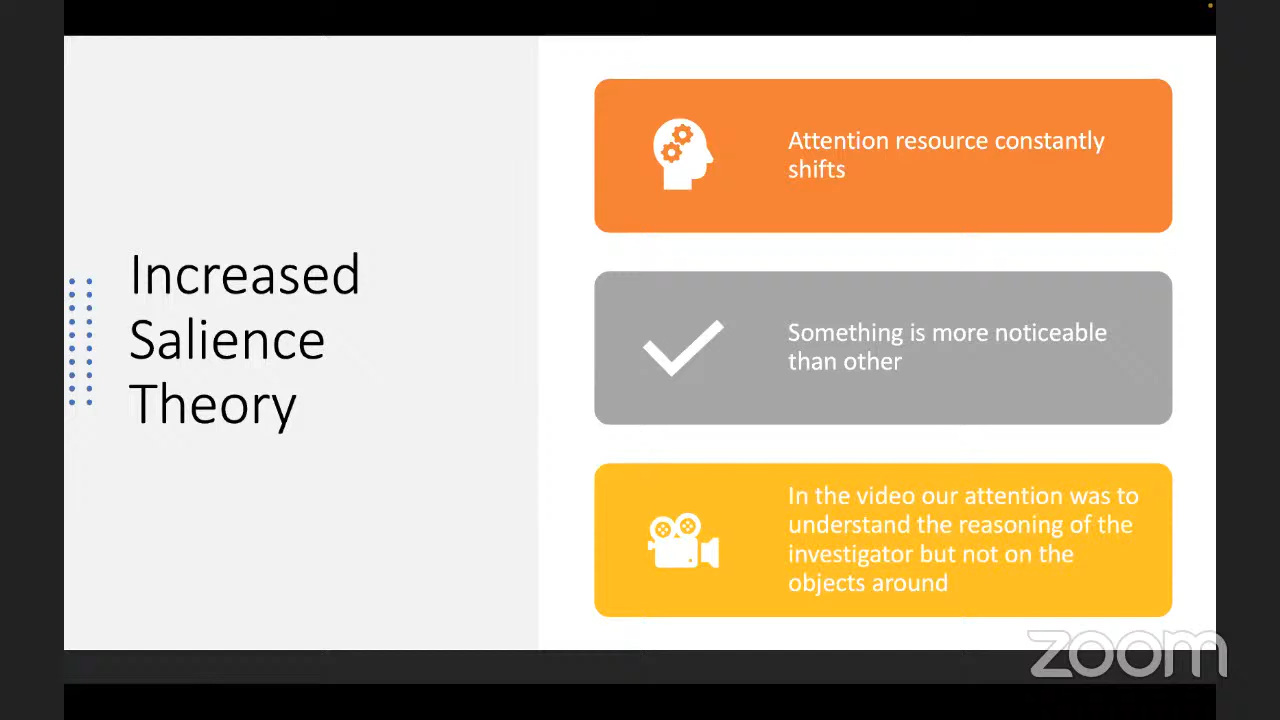 Increased
Salience
Theory
Attention resource constantly
shifts
Something is more noticeable
than other
In the video our attention was to
understand the reasoning of the
investigator but not on the
objects around
zoom